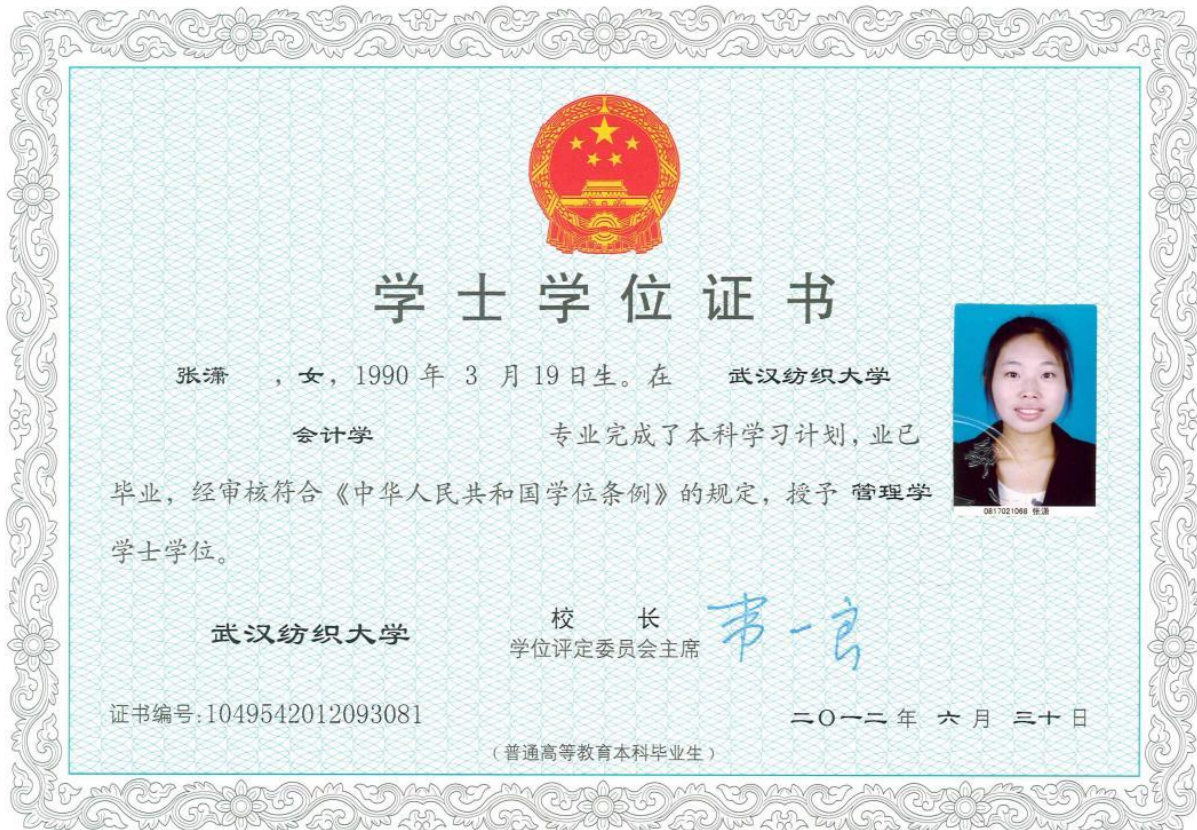 学士学位证书
张潇 ，女，1990 年 3 月 19 日生。在 武汉纺织大学
会计学 专业完成了本科学习计划，业已
毕业，经审核符合《中华人民共和国学位条例》的规定，授予 管理学
学士学位。
0817021068 张潇
武汉纺织大学
校 长
学位评定委员会主席
证书编号:1049542012093081
二〇一二 年 六 月 三十 日
（普通高等教育本科毕业生）